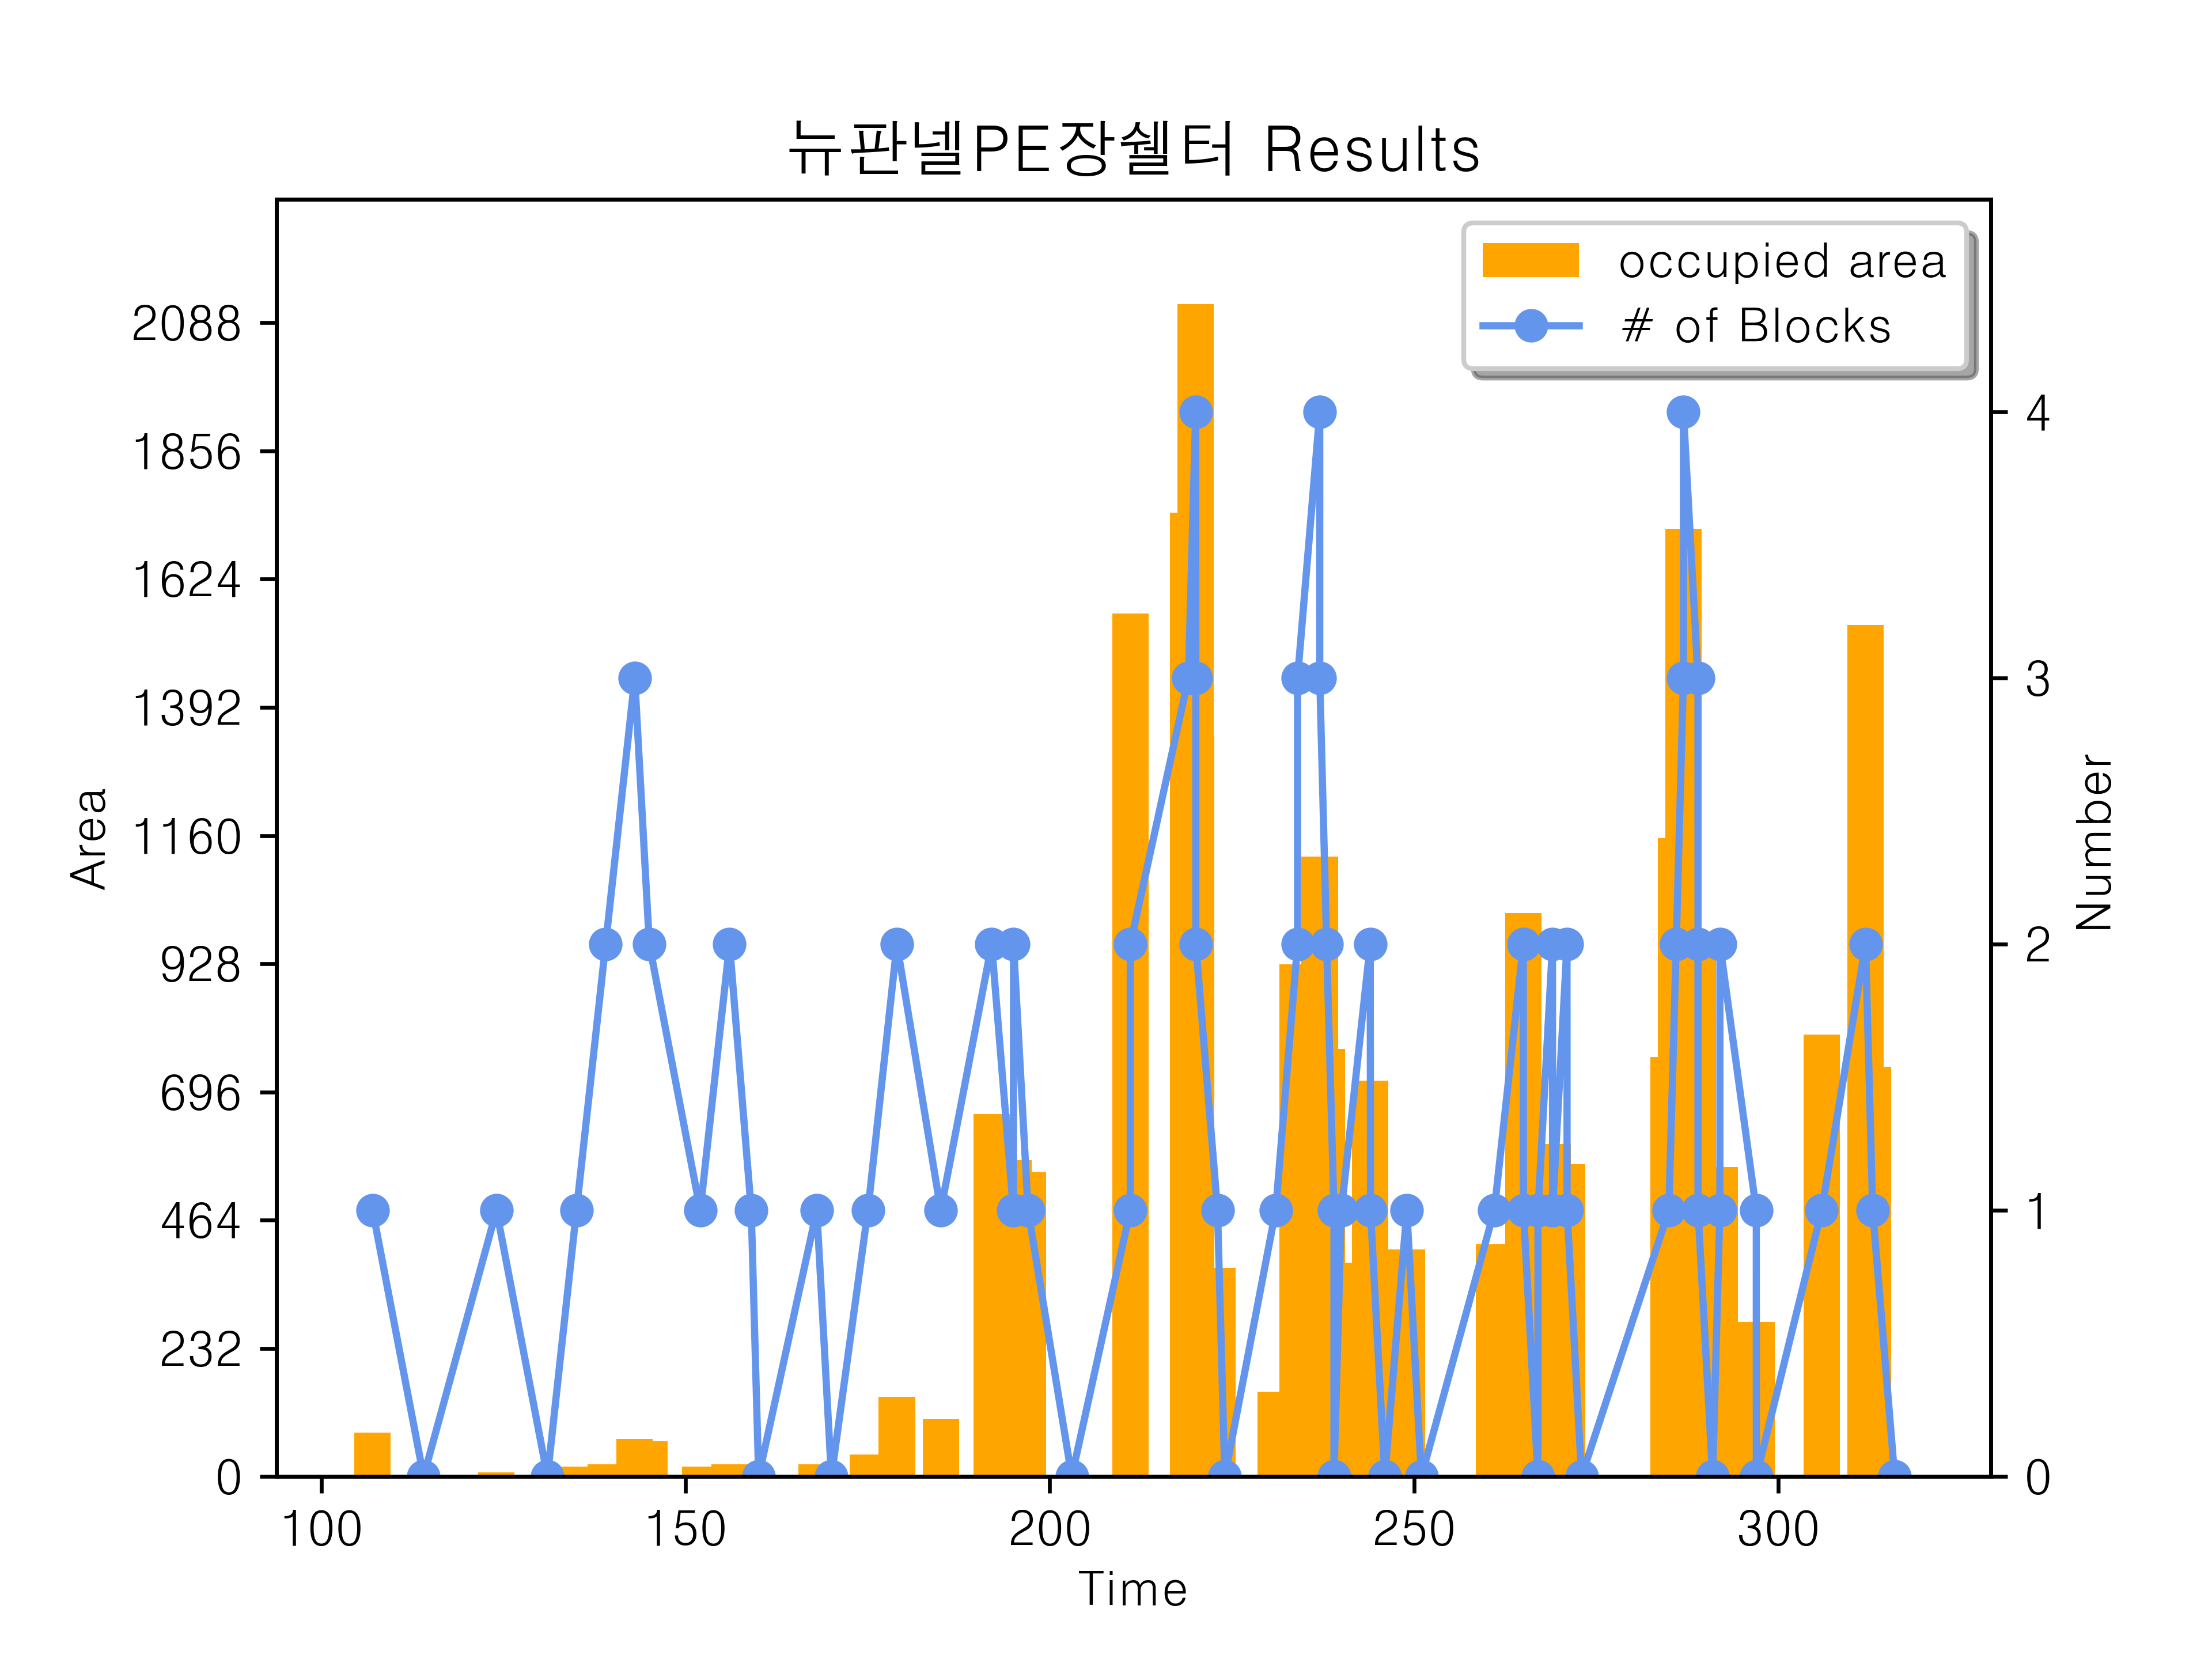 뉴판넬PE장쉘터 Results
occupied area
# of Blocks
2088
1856
1624
1392
1160
928
696
464
232
0
Area
4
3
2
1
0
Number
100 150 200 250 300
Time